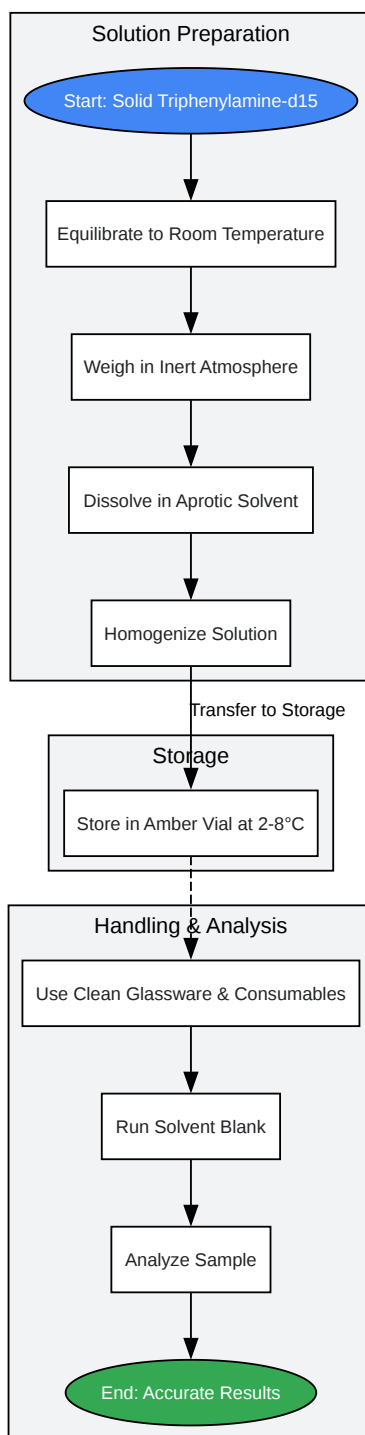 Solution Preparation
Start: Solid Triphenylamine-d15
Equilibrate to Room Temperature
Weigh in Inert Atmosphere
Dissolve in Aprotic Solvent
Homogenize Solution
Transfer to Storage
Storage
Store in Amber Vial at 2-8°C
Handling & Analysis
Use Clean Glassware & Consumables
Run Solvent Blank
Analyze Sample
End: Accurate Results